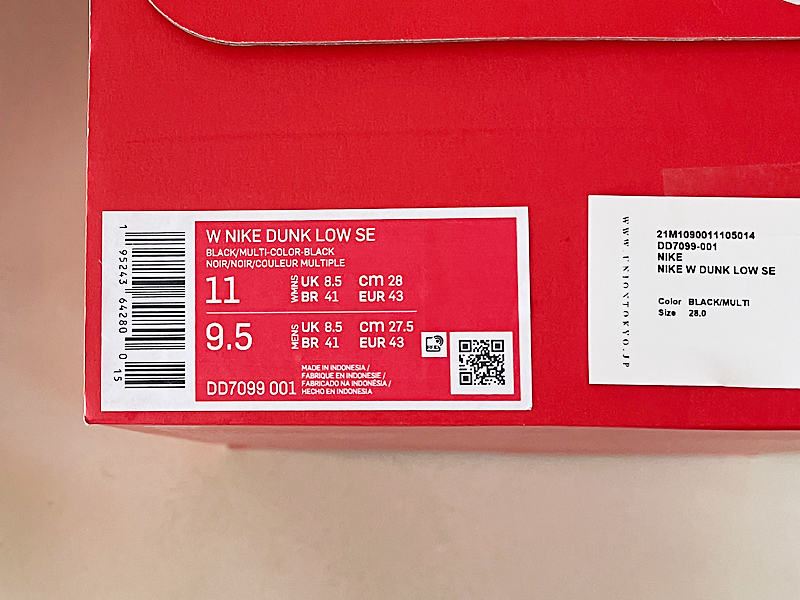 1 95243 64280 0 15
W NIKE DUNK LOW SE
BLACK/MULTI-COLOR-BLACK
NOIR/NOIR/COULEUR MULTIPLE
11 WMNS UK 8.5 cm 28
BR 41 EUR 43
9.5 MENS UK 8.5 cm 27.5
BR 41 EUR 43
MADE IN INDONESIA /
FABRIQUE EN INDONESIE /
FABRICADO NA INDONÉSIA /
HECHO EN INDONESIA
DD7099 001
RFID
WWW.UNIONTOKYO.JP
21M1090011105014
DD7099-001
NIKE
NIKE W DUNK LOW SE
Color BLACK/MULTI
Size 28.0